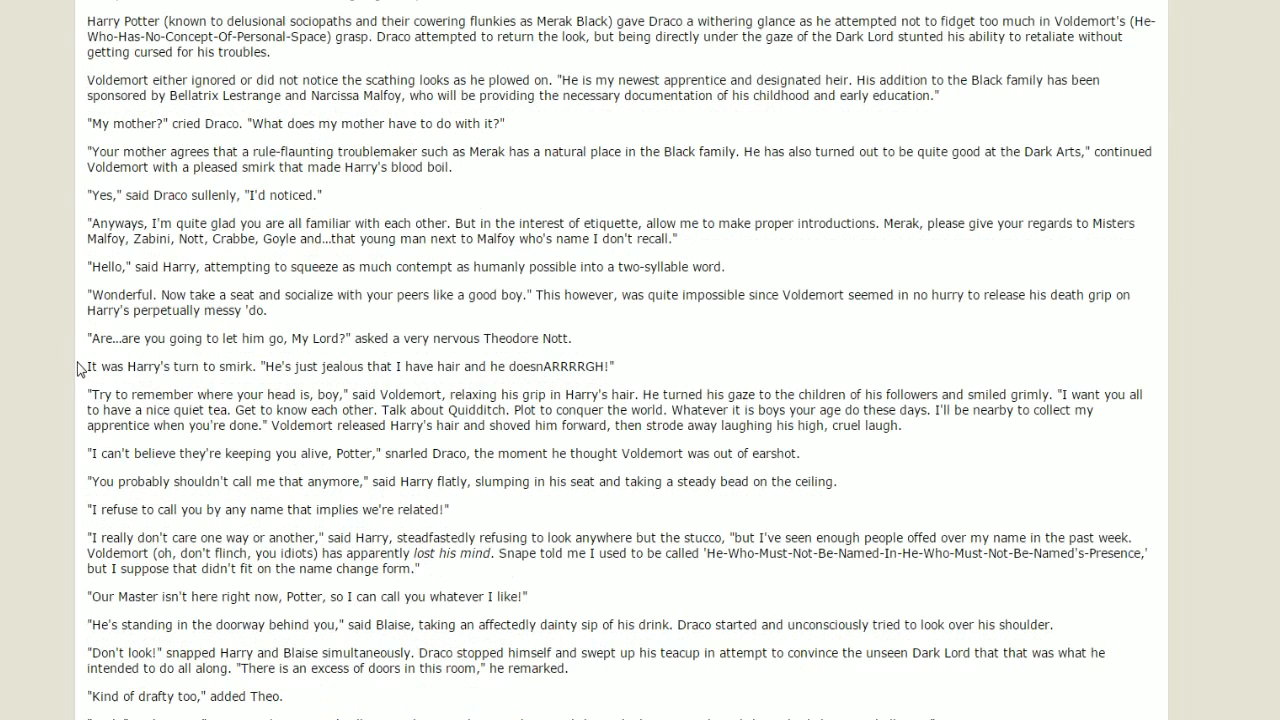 Harry Potter (known to delusional sociopaths and their cowering flunkies as Merak Black) gave Draco a withering glance as he attempted not to fidget too much in Voldemort's (He-
Who-Has-No-Concept-Of-Personal-Space) grasp. Draco attempted to return the look, but being directly under the gaze of the Dark Lord stunted his ability to retaliate without
getting cursed for his troubles.
Voldemort either ignored or did not notice the scathing looks as he plowed on. "He is my newest apprentice and designated heir. His addition to the Black family has been
sponsored by Bellatrix Lestrange and Narcissa Malfoy, who will be providing the necessary documentation of his childhood and early education."
"My mother?" cried Draco. "What does my mother have to do with it?"
"Your mother agrees that a rule-flaunting troublemaker such as Merak has a natural place in the Black family. He has also turned out to be quite good at the Dark Arts," continued
Voldemort with a pleased smirk that made Harry's blood boil.
"Yes," said Draco sullenly, "I'd noticed."
"Anyways, I'm quite glad you are all familiar with each other. But in the interest of etiquette, allow me to make proper introductions. Merak, please give your regards to Misters
Malfoy, Zabini, Nott, Crabbe, Goyle and...that young man next to Malfoy who's name I don't recall."
"Hello," said Harry, attempting to squeeze as much contempt as humanly possible into a two-syllable word.
"Wonderful. Now take a seat and socialize with your peers like a good boy." This however, was quite impossible since Voldemort seemed in no hurry to release his death grip on
Harry's perpetually messy 'do.
"Are...are you going to let him go, My Lord?" asked a very nervous Theodore Nott.
It was Harry's turn to smirk. "He's just jealous that I have hair and he doesnARRRRGH!"
"Try to remember where your head is, boy," said Voldemort, relaxing his grip in Harry's hair. He turned his gaze to the children of his followers and smiled grimly. "I want you all
to have a nice quiet tea. Get to know each other. Talk about Quidditch. Plot to conquer the world. Whatever it is boys your age do these days. I'll be nearby to collect my
apprentice when you're done." Voldemort released Harry's hair and shoved him forward, then strode away laughing his high, cruel laugh.
"I can't believe they're keeping you alive, Potter," snarled Draco, the moment he thought Voldemort was out of earshot.
"You probably shouldn't call me that anymore," said Harry flatly, slumping in his seat and taking a steady bead on the ceiling.
"I refuse to call you by any name that implies we're related!"
"I really don't care one way or another," said Harry, steadfastedly refusing to look anywhere but the stucco, "but I've seen enough people offed over my name in the past week.
Voldemort (oh, don't flinch, you idiots) has apparently lost his mind. Snape told me I used to be called 'He-Who-Must-Not-Be-Named-In-He-Who-Must-Not-Be-Named's-Presence,'
but I suppose that didn't fit on the name change form."
"Our Master isn't here right now, Potter, so I can call you whatever I like!"
"He's standing in the doorway behind you," said Blaise, taking an affectedly dainty sip of his drink. Draco started and unconsciously tried to look over his shoulder.
"Don't look!" snapped Harry and Blaise simultaneously. Draco stopped himself and swept up his teacup in attempt to convince the unseen Dark Lord that that was what he
intended to do all along. "There is an excess of doors in this room," he remarked.
"Kind of drafty too," added Theo.